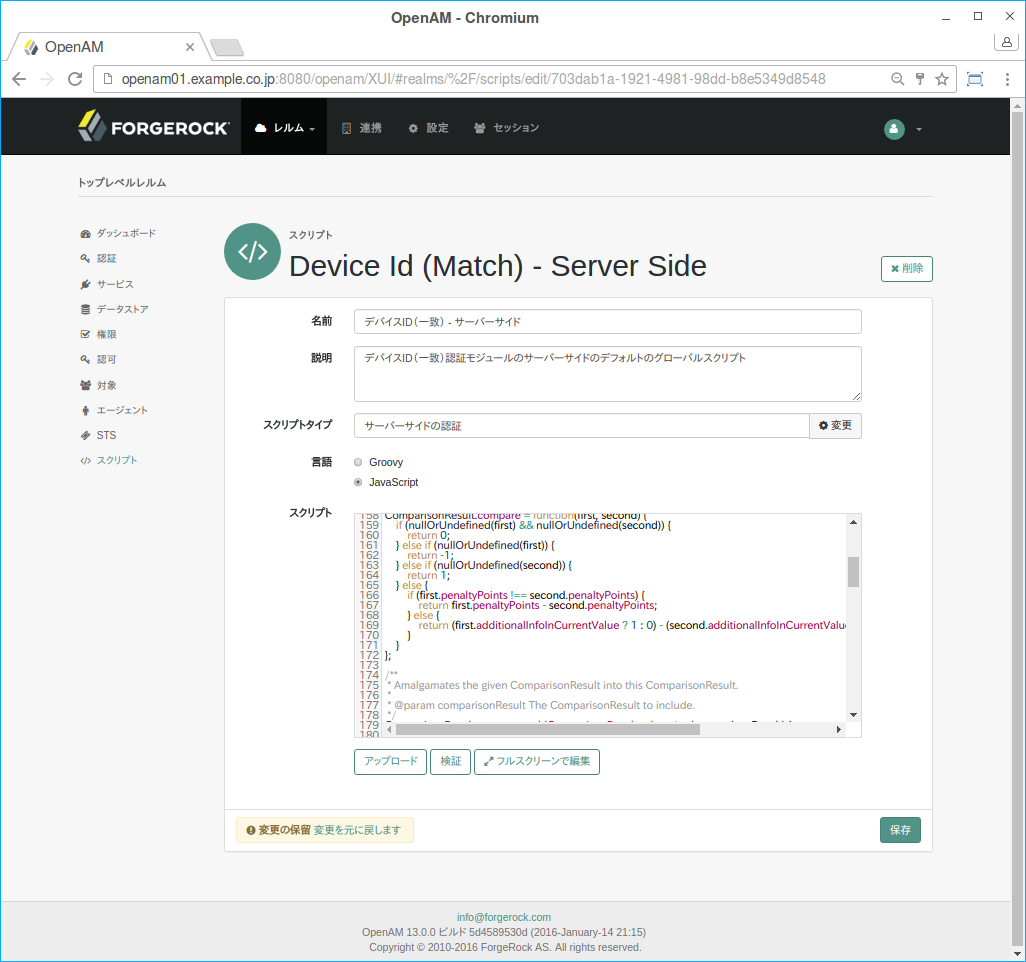 OpenAM - Chromium
OpenAM
openam01.example.co.jp:8080/openam/XUI/#realms/%2F/scripts/edit/703dab1a-1921-4981-98dd-b8e5349d8548
FORGEROCK レルム 連携 設定 セッション
トップレベルレルム
ダッシュボード
認証
サービス
データストア
権限
認可
対象
エージェント
STS
スクリプト
スクリプト
Device Id (Match) - Server Side
削除
名前 デバイスID(一致) - サーバーサイド
説明 デバイスID(一致)認証モジュールのサーバーサイドのデフォルトのグローバルスクリプト
スクリプトタイプ サーバーサイドの認証 変更
言語 Groovy
JavaScript
スクリプト
158 ComparisonResult.compare = function(first, second) {
159 if (nullOrUndefined(first) && nullOrUndefined(second)) {
160 return 0;
161 } else if (nullOrUndefined(first)) {
162 return -1;
163 } else if (nullOrUndefined(second)) {
164 return 1;
165 } else {
166 if (first.penaltyPoints !== second.penaltyPoints) {
167 return first.penaltyPoints - second.penaltyPoints;
168 } else {
169 return (first.additionalInfoInCurrentValue ? 1 : 0) - (second.additionalInfoInCurrentValue
170 }
171 }
172 };
173
174 /**
175 * Amalgamates the given ComparisonResult into this ComparisonResult.
176 *
177 * @param comparisonResult The ComparisonResult to include.
178 */
179
180
アップロード 検証 フルスクリーンで編集
変更の保留 変更を元に戻します 保存
info@forgerock.com
OpenAM 13.0.0 ビルド 5d4589530d (2016-January-14 21:15)
Copyright © 2010-2016 ForgeRock AS. All rights reserved.